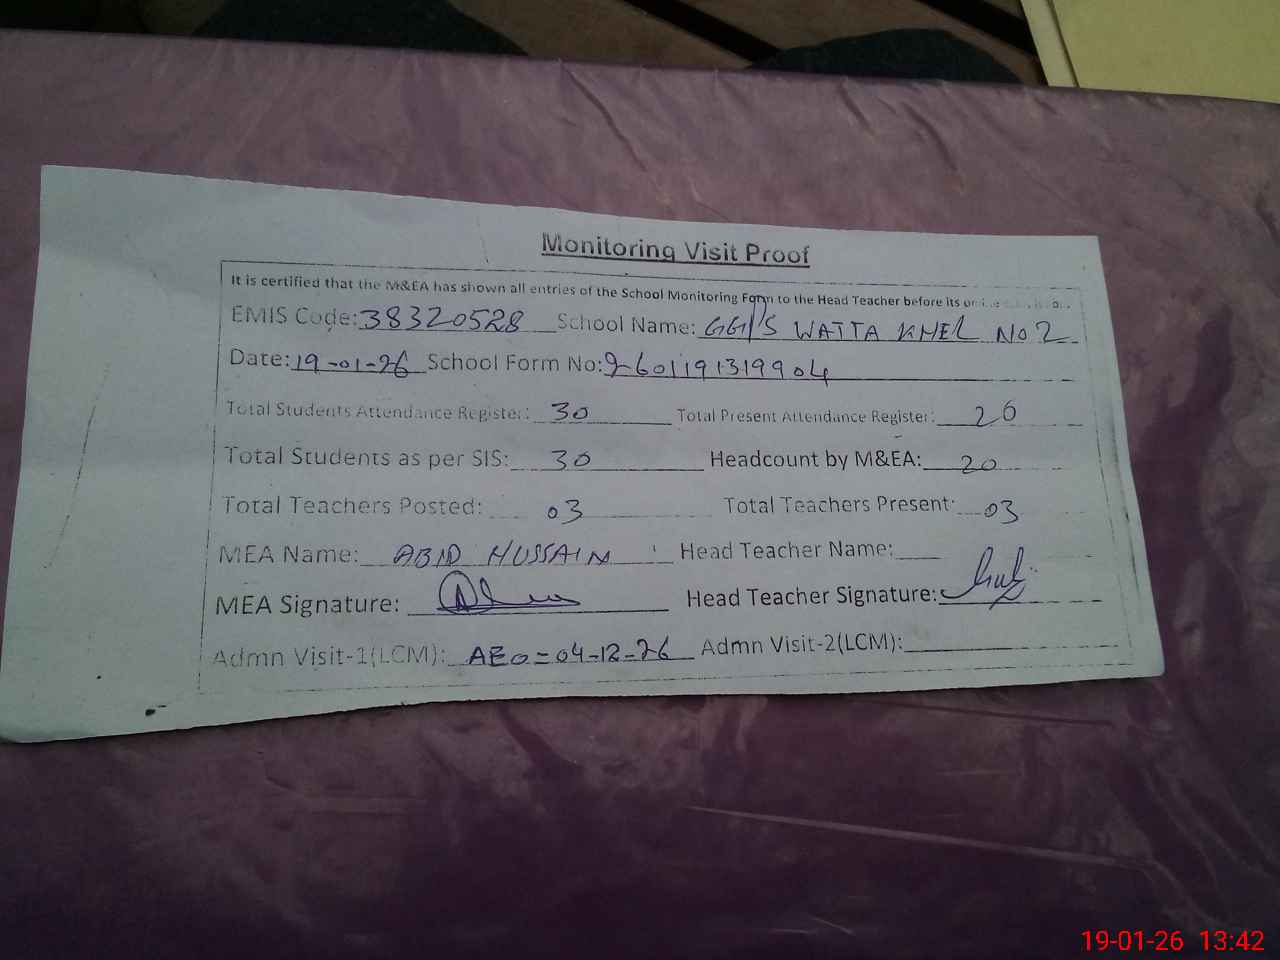 Monitoring Visit Proof
It is certified that the M&EA has shown all entries of the School Monitoring Form to the Head Teacher before its
EMIS Code: 38320528 School Name: GGPS WATTA KHEL NO 2
Date: 19-01-26 School Form No: 2601191319904
Total Students Attendance Register: 30 Total Present Attendance Register: 20
Total Students as per SIS: 30 Headcount by M&EA: 20
Total Teachers Posted: 03 Total Teachers Present: 03
MEA Name: ABID HUSSAIN Head Teacher Name:
MEA Signature: Head Teacher Signature:
Admn Visit-1(LCM): AEO = 04-12-26 Admn Visit-2(LCM):
19-01-26 13:42